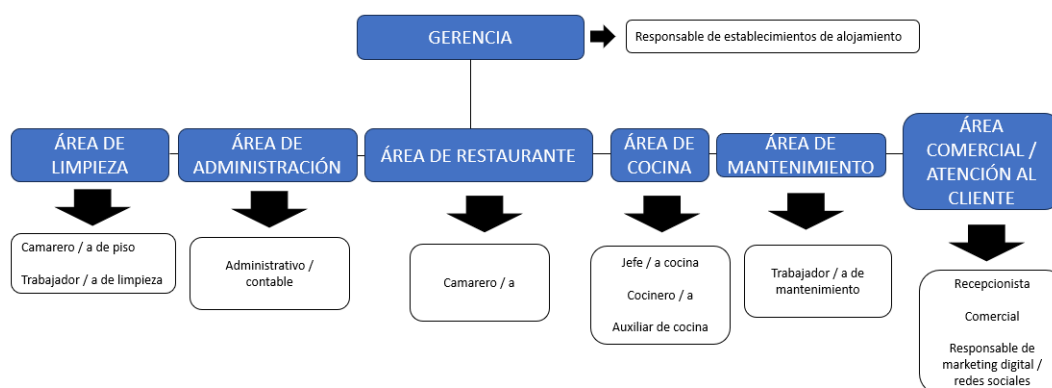 GERENCIA
Responsable de establecimientos de alojamiento
ÁREA DE
LIMPIEZA
ÁREA DE
ADMINISTRACIÓN
ÁREA DE RESTAURANTE
ÁREA DE
COCINA
ÁREA DE
MANTENIMIENTO
ÁREA
COMERCIAL /
ATENCIÓN AL
CLIENTE
Camarero / a de piso
Trabajador / a de limpieza
Administrativo /
contable
Camarero / a
Jefe / a cocina
Cocinero / a
Auxiliar de cocina
Trabajador / a de
mantenimiento
Recepcionista
Comercial
Responsable de
marketing digital /
redes sociales